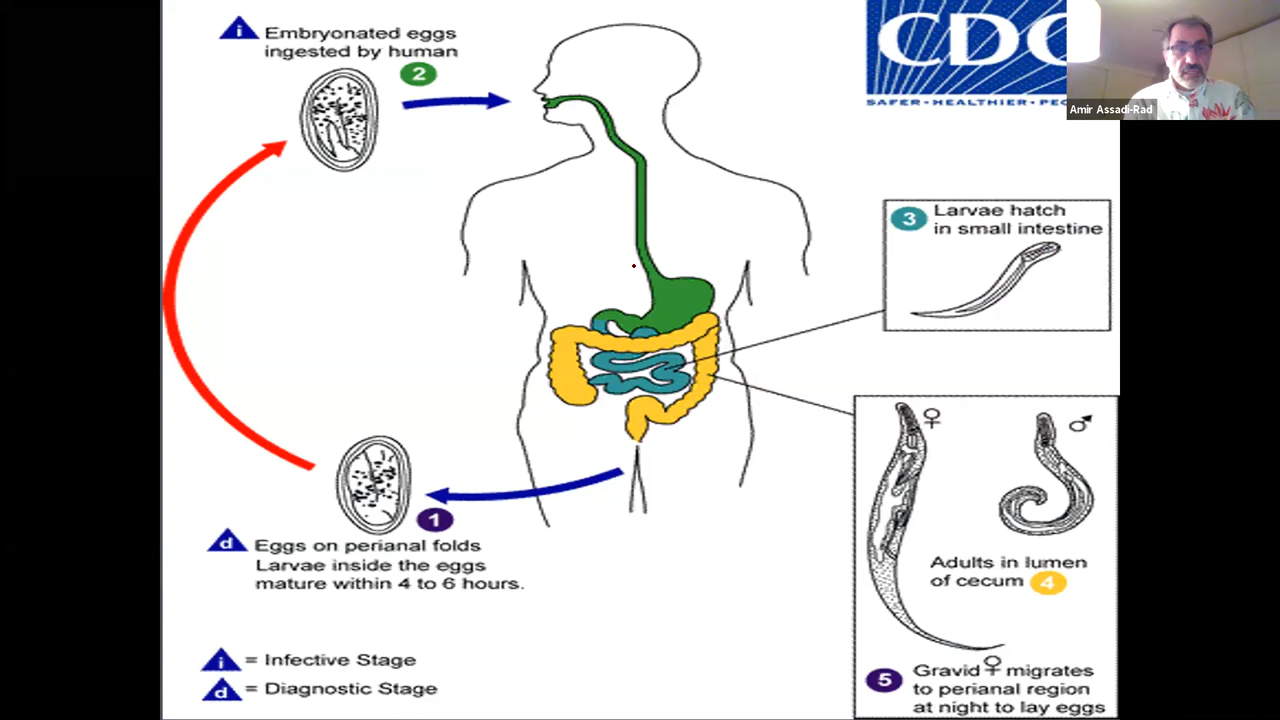 i
Embryonated eggs
ingested by human
2
CDC
SAFER • HEALTHIER •
Amir Assadi-Rad
3
Larvae hatch
in small intestine
♀
♂
Adults in lumen
of cecum 4
1
d
Eggs on perianal folds
Larvae inside the eggs
mature within 4 to 6 hours.
i = Infective Stage
d = Diagnostic Stage
5
Gravid ♀ migrates
to perianal region
at night to lay eggs